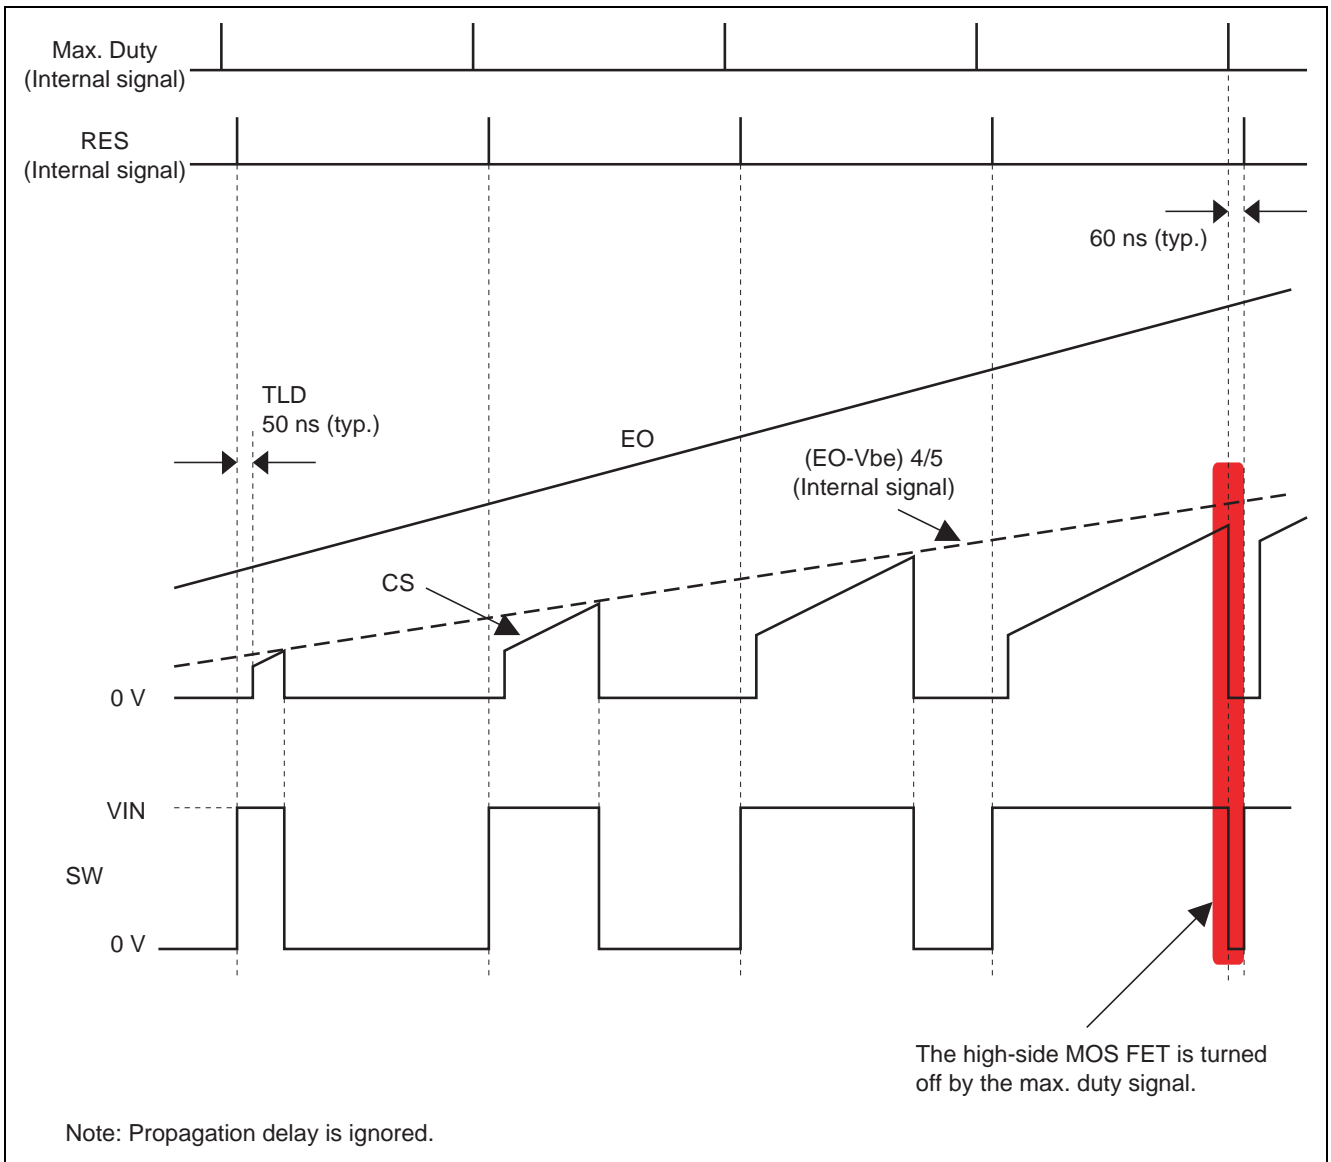 Max. Duty
(Internal signal)
RES
(Internal signal)
60 ns (typ.)
TLD
50 ns (typ.)
EO
(EO-Vbe) 4/5
(Internal signal)
CS
0 V
VIN
SW
0 V
The high-side MOS FET is turned
off by the max. duty signal.
Note: Propagation delay is ignored.